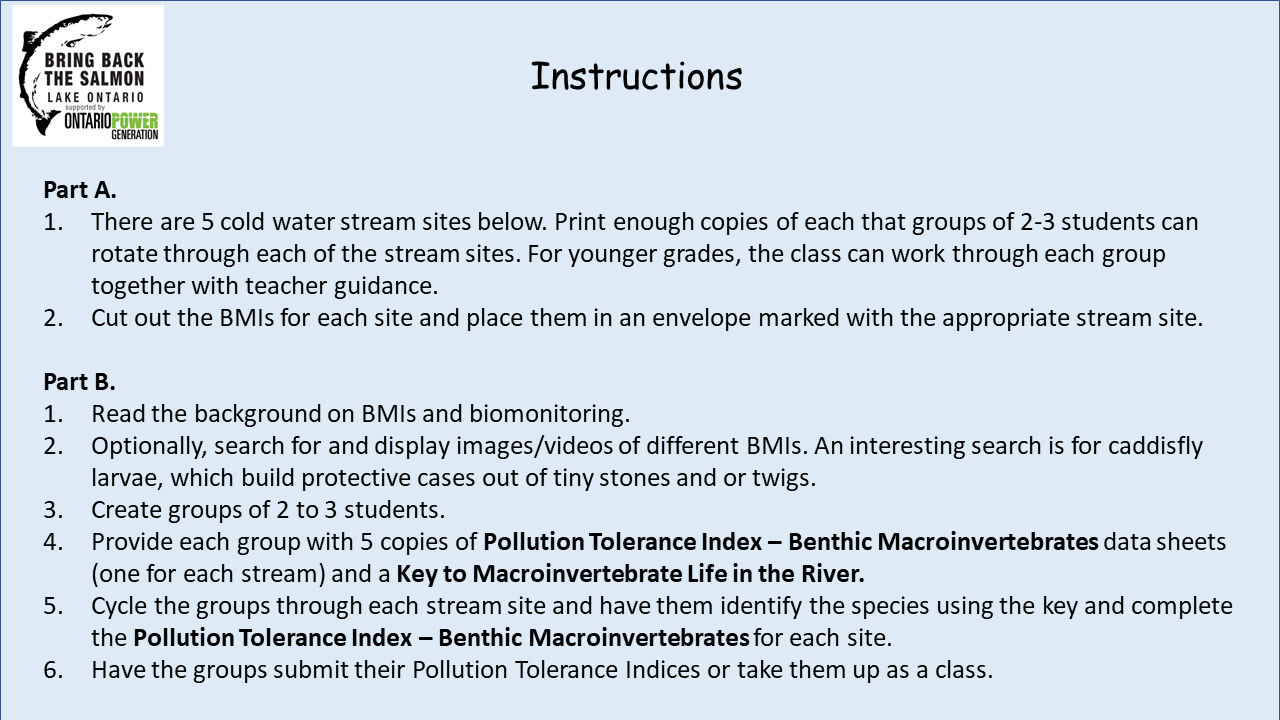 BRING BACK
THE SALMON
LAKE ONTARIO
supported by
ONTARIOPOWER
GENERATION
Instructions
Part A.
1. There are 5 cold water stream sites below. Print enough copies of each that groups of 2-3 students can
rotate through each of the stream sites. For younger grades, the class can work through each group
together with teacher guidance.
2. Cut out the BMIs for each site and place them in an envelope marked with the appropriate stream site.
Part B.
1. Read the background on BMIs and biomonitoring.
2. Optionally, search for and display images/videos of different BMIs. An interesting search is for caddisfly
larvae, which build protective cases out of tiny stones and or twigs.
3. Create groups of 2 to 3 students.
4. Provide each group with 5 copies of Pollution Tolerance Index – Benthic Macroinvertebrates data sheets
(one for each stream) and a Key to Macroinvertebrate Life in the River.
5. Cycle the groups through each stream site and have them identify the species using the key and complete
the Pollution Tolerance Index – Benthic Macroinvertebrates for each site.
6. Have the groups submit their Pollution Tolerance Indices or take them up as a class.